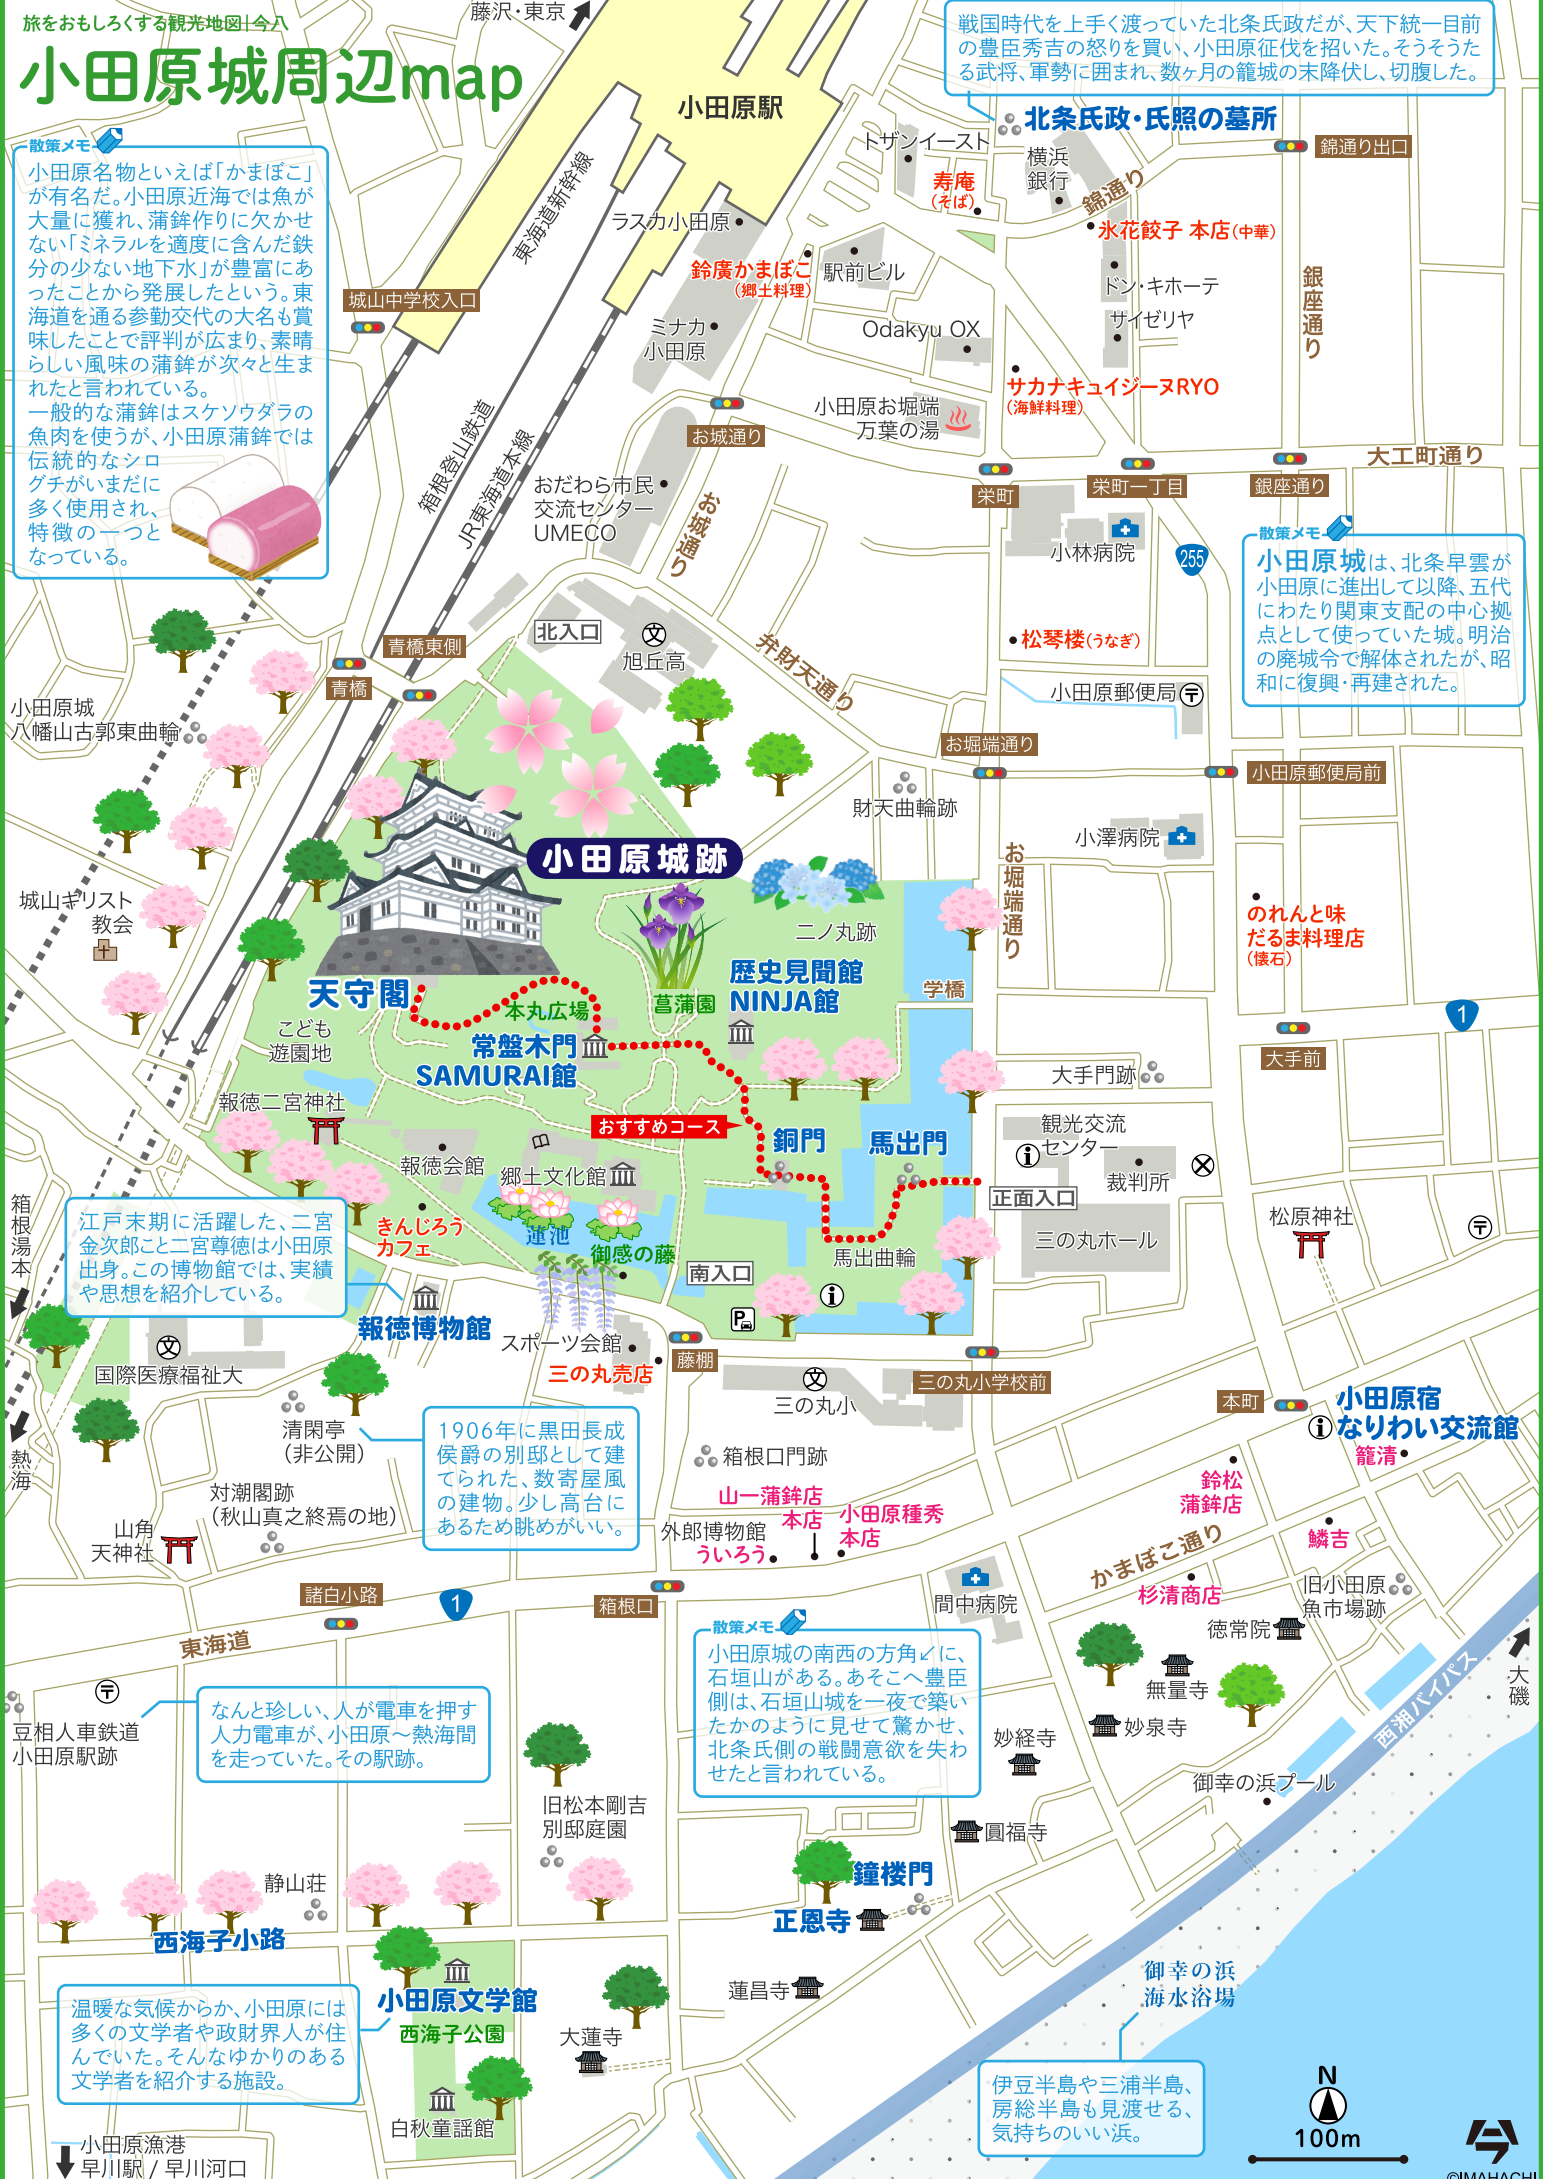 旅をおもしろくする観光地図|今八
小田原城周辺map
藤沢・東京
小田原駅
戦国時代を上手く渡っていた北条氏政だが、天下統一目前
の豊臣秀吉の怒りを買い、小田原征伐を招いた。そうそうた
る武将、軍勢に囲まれ、数ヶ月の籠城の末降伏し、切腹した。
北条氏政・氏照の墓所
散策メモ
小田原名物といえば「かまぼこ」
が有名だ。小田原近海では魚が
大量に獲れ、蒲鉾作りに欠かせ
ない「ミネラルを適度に含んだ鉄
分の少ない地下水」が豊富にあ
ったことから発展したという。東
海道を通る参勤交代の大名も賞
味したことで評判が広まり、素晴
らしい風味の蒲鉾が次々と生ま
れたと言われている。
一般的な蒲鉾はスケソウダラの
魚肉を使うが、小田原蒲鉾では
伝統的なシロ
グチがいまだに
多く使用され、
特徴の一つと
なっている。
トザンイースト
横浜
銀行
錦通り
錦通り出口
寿庵
(そば)
氷花餃子 本店(中華)
東海道新幹線
ラスカ小田原
鈴廣かまぼこ
(郷土料理)
駅前ビル
ドン・キホーテ
サイゼリヤ
銀座通り
城山中学校入口
ミナカ
小田原
Odakyu OX
サカナキュイジーヌRYO
(海鮮料理)
小田原お堀端
万葉の湯
お城通り
箱根登山鉄道
JR東海道本線
おだわら市民
交流センター
UMECO
お城通り
栄町
栄町一丁目
銀座通り
大工町通り
小林病院
255
散策メモ
小田原城は、北条早雲が
小田原に進出して以降、五代
にわたり関東支配の中心拠
点として使っていた城。明治
の廃城令で解体されたが、昭
和に復興・再建された。
北入口
文
旭丘高
弁財天通り
松琴楼(うなぎ)
小田原郵便局
〒
青橋東側
青橋
小田原城
八幡山古郭東曲輪
お堀端通り
小田原郵便局前
財天曲輪跡
小澤病院
お堀端通り
小田原城跡
城山キリスト
教会
のれんと味
だるま料理店
(懐石)
二ノ丸跡
歴史見聞館
NINJA館
学橋
天守閣
本丸広場
菖蒲園
常盤木門
SAMURAI館
こども
遊園地
1
大手前
大手門跡
報徳二宮神社
おすすめコース
銅門
馬出門
観光交流
センター
裁判所
報徳会館
郷土文化館
正面入口
箱根湯本
江戸末期に活躍した、二宮
金次郎こと二宮尊徳は小田原
出身。この博物館では、実績
や思想を紹介している。
きんじろう
カフェ
蓮池
御感の藤
南入口
馬出曲輪
三の丸ホール
松原神社
〒
報徳博物館
P
スポーツ会館
三の丸売店
藤棚
文
国際医療福祉大
文
三の丸小
三の丸小学校前
本町
小田原宿
なりわい交流館
籠清
熱海
清閑亭
(非公開)
1906年に黒田長成
侯爵の別邸として建
てられた、数寄屋風
の建物。少し高台に
あるため眺めがいい。
箱根口門跡
対潮閣跡
(秋山真之終焉の地)
山角
天神社
山一蒲鉾店
本店
小田原種秀
本店
外郎博物館
ういろう
鈴松
蒲鉾店
鱗吉
かまぼこ通り
杉清商店
旧小田原
魚市場跡
間中病院
諸白小路
1
箱根口
東海道
徳常院
無量寺
妙泉寺
妙経寺
西湘バイパス
大磯
〒
豆相人車鉄道
小田原駅跡
なんと珍しい、人が電車を押す
人力電車が、小田原〜熱海間
を走っていた。その駅跡。
散策メモ
小田原城の南西の方角↙に、
石垣山がある。あそこへ豊臣
側は、石垣山城を一夜で築い
たかのように見せて驚かせ、
北条氏側の戦闘意欲を失わ
せたと言われている。
御幸の浜プール
旧松本剛吉
別邸庭園
圓福寺
静山荘
鐘楼門
正恩寺
西海子小路
小田原文学館
西海子公園
温暖な気候からか、小田原には
多くの文学者や政財界人が住
んでいた。そんなゆかりのある
文学者を紹介する施設。
蓮昌寺
大蓮寺
白秋童謡館
御幸の浜
海水浴場
伊豆半島や三浦半島、
房総半島も見渡せる、
気持ちのいい浜。
N
100m
小田原漁港
早川駅 / 早川河口
©IMAHACHI